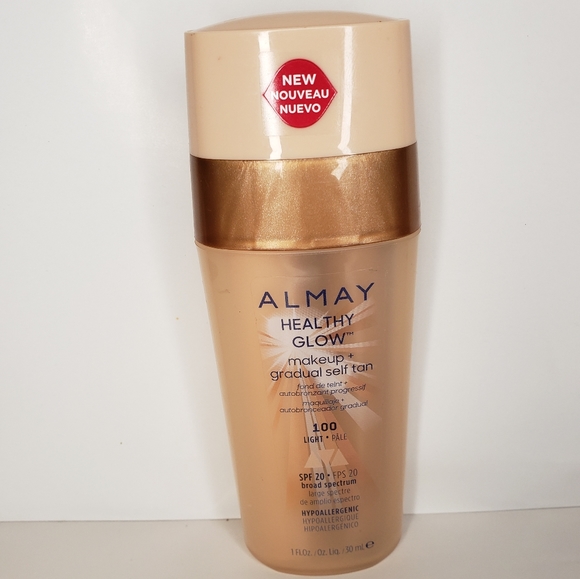 NEW
NOUVEAU
NUEVO
ALMAY
HEALTHY
GLOW™
makeup +
gradual self tan
fond de teint +
autobronzant progressif
maquillaje +
autobronceador gradual
100
LIGHT • PÂLE
SPF 20 • FPS 20
broad spectrum
large spectre
de amplio espectro
HYPOALLERGENIC
HYPOALLERGIQUE
HIPOALERGÉNICO
1 Fl.Oz. / Oz. Liq. / 30 mL ℮